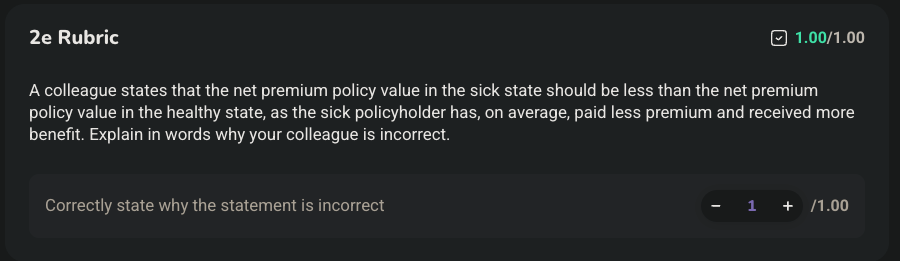 2e Rubric
1.00/1.00
A colleague states that the net premium policy value in the sick state should be less than the net premium
policy value in the healthy state, as the sick policyholder has, on average, paid less premium and received more
benefit. Explain in words why your colleague is incorrect.
Correctly state why the statement is incorrect
− 1 + /1.00